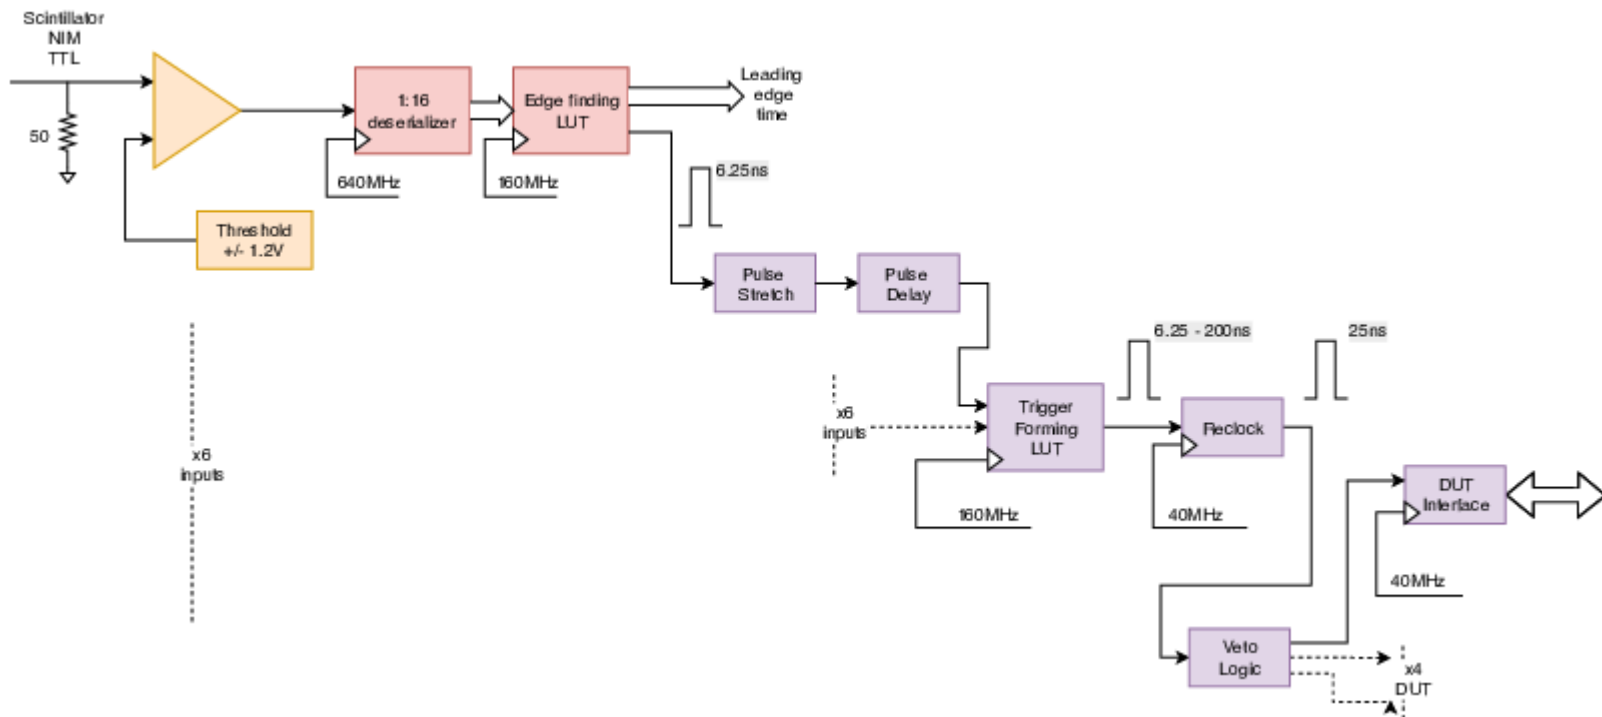 Scintillator
NIM
TTL
50
Threshold
+/- 1.2V
1:16
deserializer
640MHz
Edge finding
LUT
160MHz
Leading
edge
time
6.25ns
Pulse
Stretch
Pulse
Delay
x6
inputs
x6
inputs
Trigger
Forming
LUT
160MHz
6.25 - 200ns
Reclock
40MHz
25ns
DUT
Interface
40MHz
Veto
Logic
x4
DUT